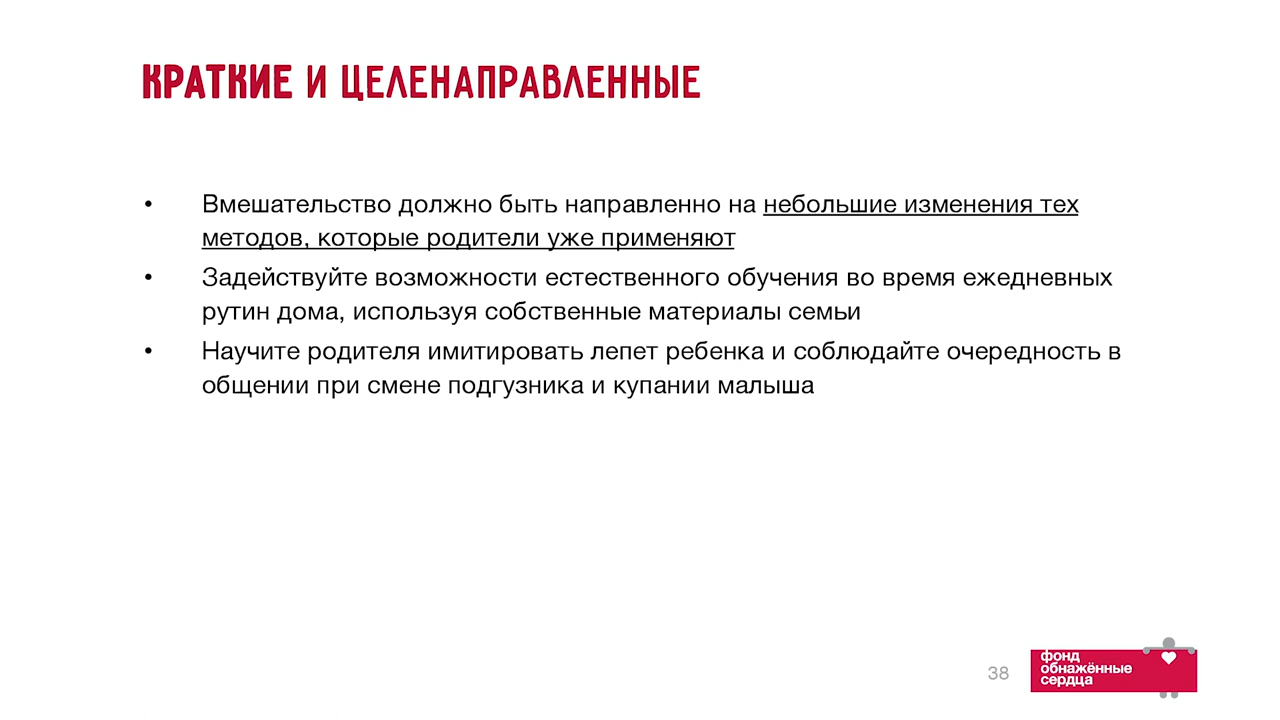 КРАТКИЕ И ЦЕЛЕНАПРАВЛЕННЫЕ
• Вмешательство должно быть направленно на небольшие изменения тех
методов, которые родители уже применяют
• Задействуйте возможности естественного обучения во время ежедневных
рутин дома, используя собственные материалы семьи
• Научите родителя имитировать лепет ребенка и соблюдайте очередность в
общении при смене подгузника и купании малыша
38
фонд
обнажённые
сердца